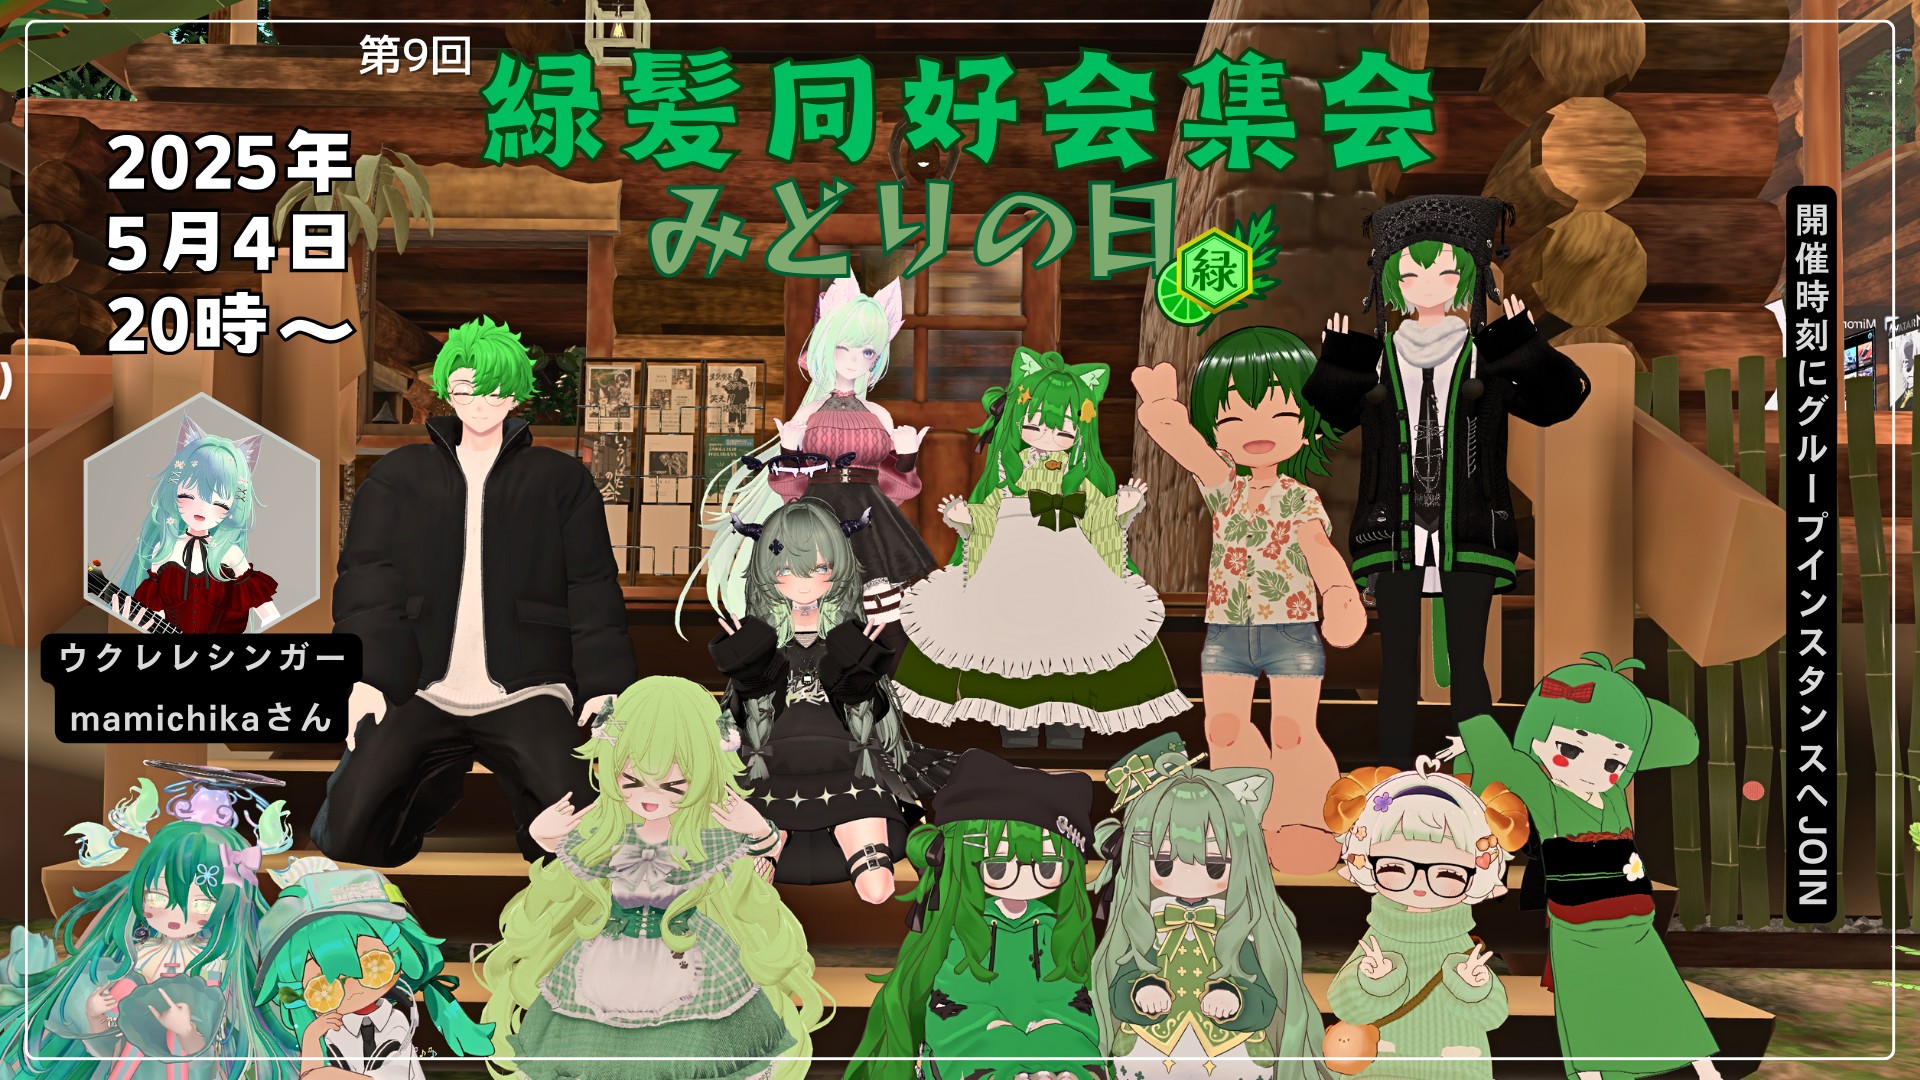 第9回
緑髪同好会集会
みどりの日
緑
2025年
5月4日
20時～
ウクレレシンガー
mamichikaさん
開催時刻にグループインスタンスへJOIN